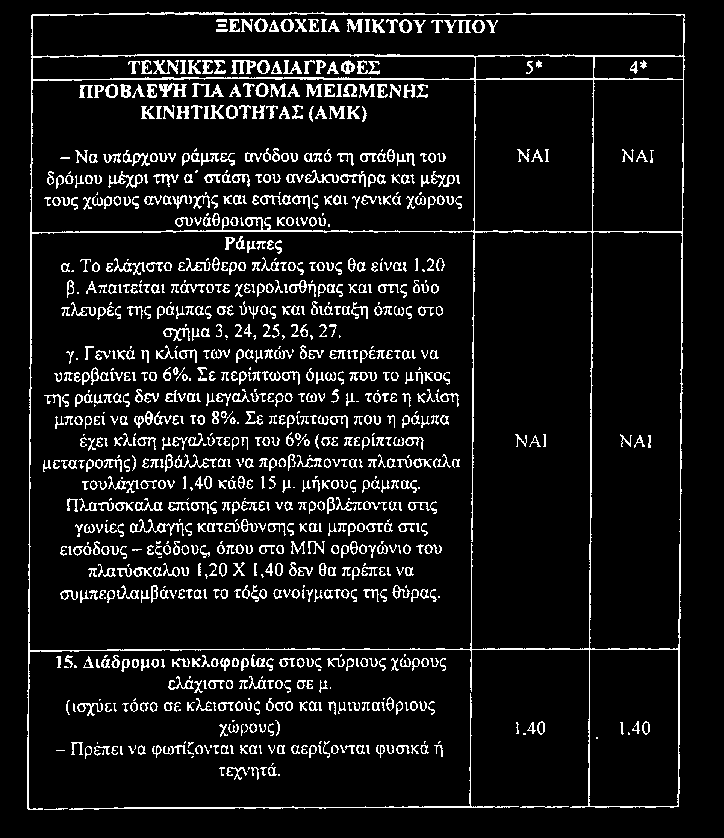 ΞΕΝΟΔΟΧΕΙΑ ΜΙΚΤΟΥ ΤΥΠΟΥ
ΤΕΧΝΙΚΕΣ ΠΡΟΔΙΑΓΡΑΦΕΣ 5* 4*
ΠΡΟΒΛΕΨΗ ΓΙΑ ΑΤΟΜΑ ΜΕΙΩΜΕΝΗΣ
ΚΙΝΗΤΙΚΟΤΗΤΑΣ (ΑΜΚ)
– Να υπάρχουν ράμπες ανόδου από τη στάθμη του ΝΑΙ ΝΑΙ
δρόμου μέχρι την α΄ στάση του ανελκυστήρα και μέχρι
τους χώρους αναψυχής και εστίασης και γενικά χώρους
συνάθροισης κοινού.
Ράμπες
α. Το ελάχιστο ελεύθερο πλάτος τους θα είναι 1,20
β. Απαιτείται πάντοτε χειρολισθήρας και στις δύο
πλευρές της ράμπας σε ύψος και διάταξη όπως στο
σχήμα 3, 24, 25, 26, 27.
γ. Γενικά η κλίση των ραμπών δεν επιτρέπεται να
υπερβαίνει το 6%. Σε περίπτωση όμως που το μήκος
της ράμπας δεν είναι μεγαλύτερο των 5 μ. τότε η κλίση
μπορεί να φθάνει το 8%. Σε περίπτωση που η ράμπα
έχει κλίση μεγαλύτερη του 6% (σε περίπτωση ΝΑΙ ΝΑΙ
μετατροπής) επιβάλλεται να προβλέπονται πλατύσκαλα
τουλάχιστον 1,40 κάθε 15 μ. μήκους ράμπας.
Πλατύσκαλα επίσης πρέπει να προβλέπονται στις
γωνίες αλλαγής κατεύθυνσης και μπροστά στις
εισόδους – εξόδους, όπου στο ΜΙΝ ορθογώνιο του
πλατύσκαλου 1,20 Χ 1,40 δεν θα πρέπει να
συμπεριλαμβάνεται το τόξο ανοίγματος της θύρας.
15. Διάδρομοι κυκλοφορίας στους κύριους χώρους
ελάχιστο πλάτος σε μ.
(ισχύει τόσο σε κλειστούς όσο και ημιυπαίθριους
χώρους) 1.40 1.40
– Πρέπει να φωτίζονται και να αερίζονται φυσικά ή
τεχνητά.